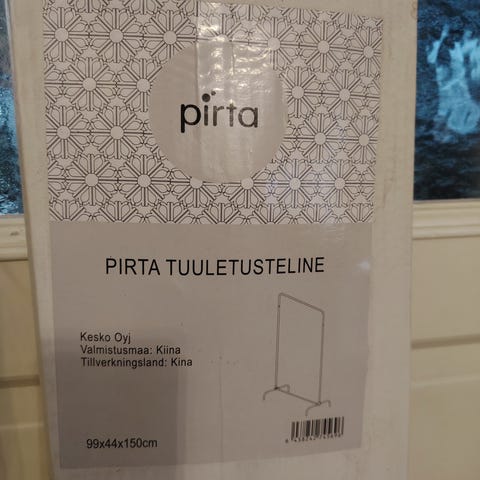 pirta
PIRTA TUULETUSTELINE
Kesko Oyj
Valmistusmaa: Kiina
Tillverkningsland: Kina
99x44x150cm